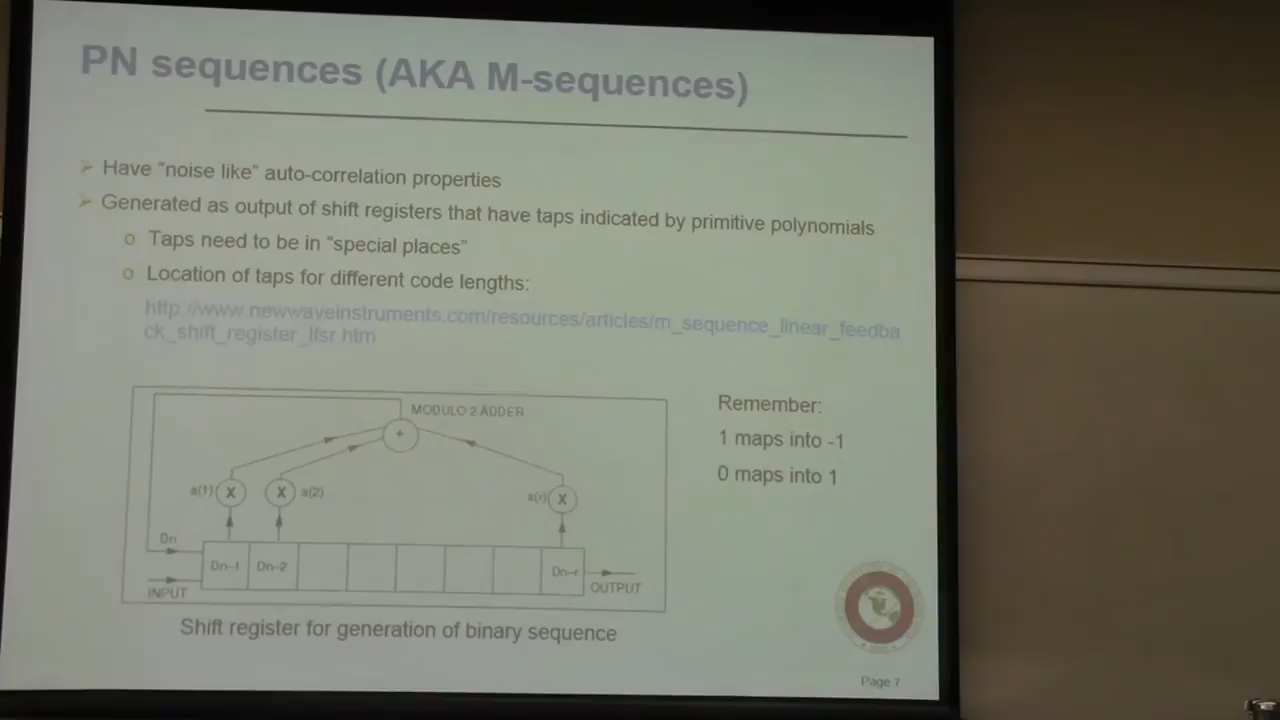 PN sequences (AKA M-sequences)
Have "noise like" auto-correlation properties
Generated as output of shift registers that have taps indicated by primitive polynomials
o Taps need to be in "special places"
o Location of taps for different code lengths:
http://www.newwaveinstruments.com/resources/articles/m_sequence_linear_feedba
ck_shift_register_lfsr.htm
MODULO 2 ADDER
+
a(1) X X a(2) a(r) X
Dn
Dn-1 Dn-2 Dn-r
INPUT OUTPUT
Shift register for generation of binary sequence
Remember:
1 maps into -1
0 maps into 1
Page 7